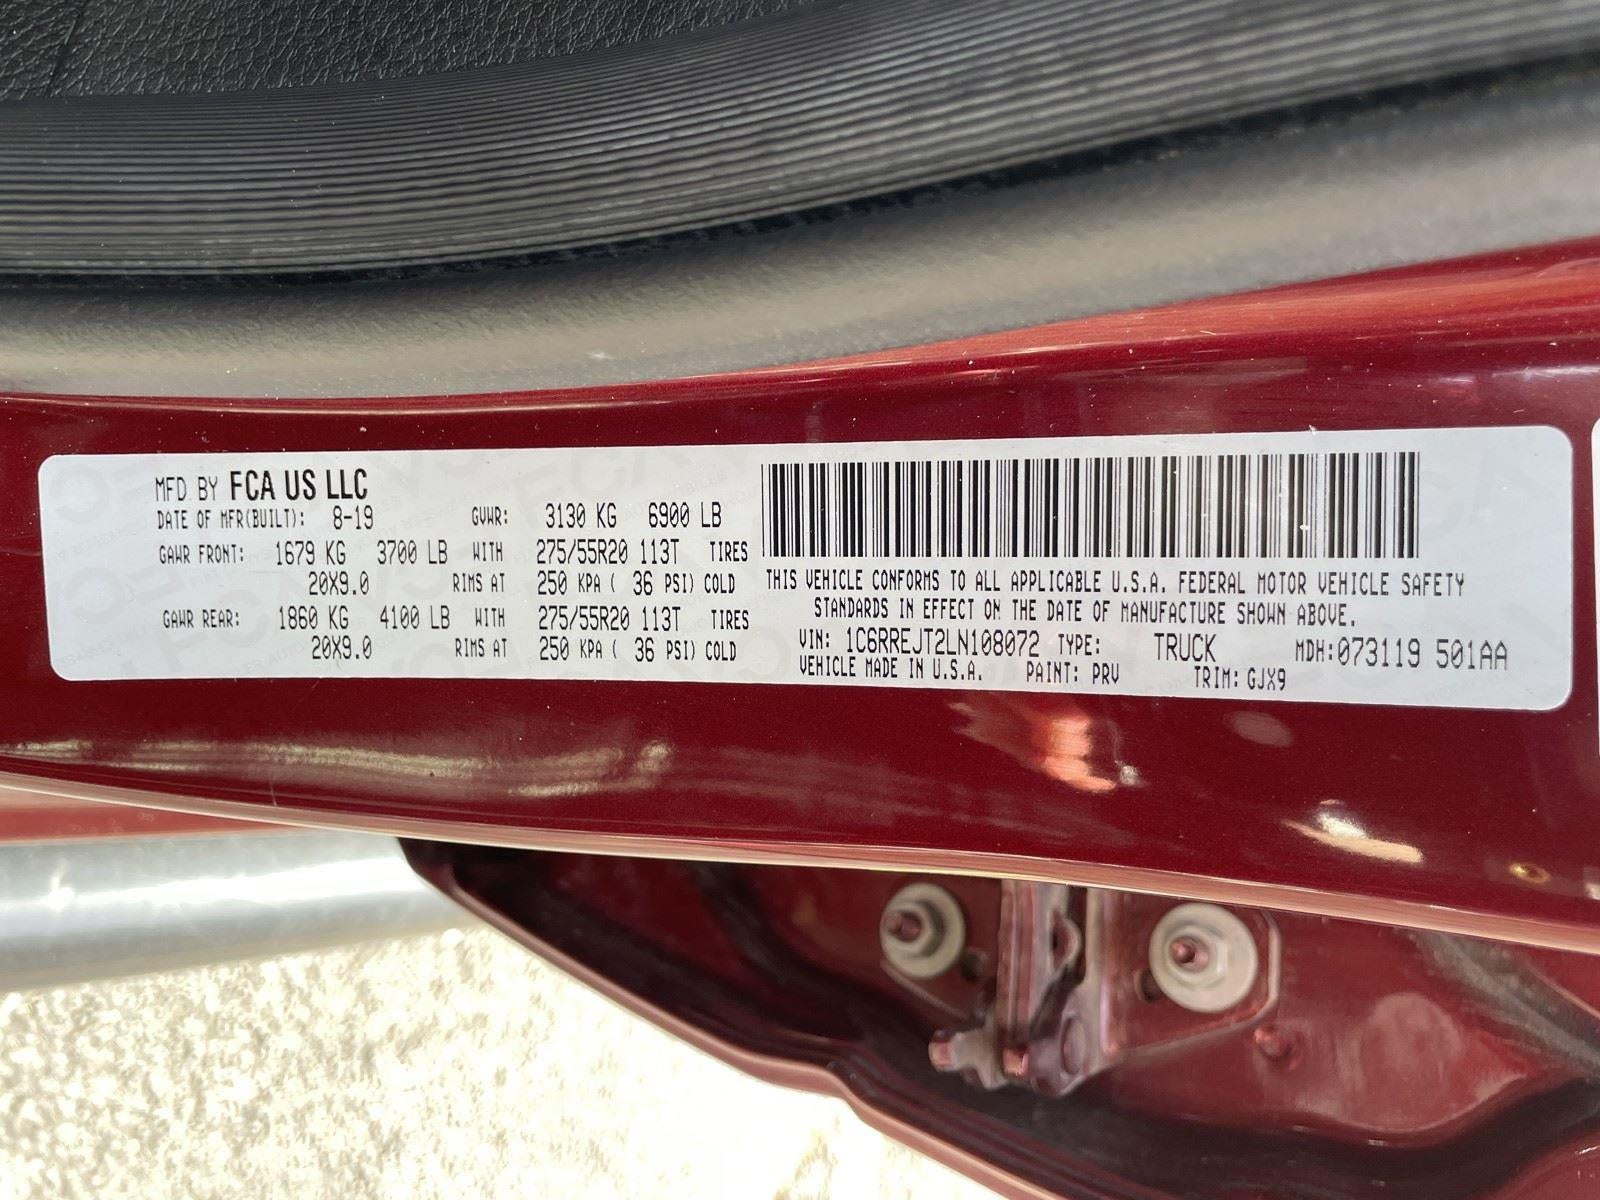 MFD BY FCA US LLC
DATE OF MFR(BUILT): 8-19 GVWR: 3130 KG 6900 LB
GAWR FRONT: 1679 KG 3700 LB WITH 275/55R20 113T TIRES
20X9.0 RIMS AT 250 KPA ( 36 PSI) COLD
GAWR REAR: 1860 KG 4100 LB WITH 275/55R20 113T TIRES
20X9.0 RIMS AT 250 KPA ( 36 PSI) COLD
THIS VEHICLE CONFORMS TO ALL APPLICABLE U.S.A. FEDERAL MOTOR VEHICLE SAFETY
STANDARDS IN EFFECT ON THE DATE OF MANUFACTURE SHOWN ABOVE.
VIN: 1C6RREJT2LN108072 TYPE: TRUCK MDH:073119 501AA
VEHICLE MADE IN U.S.A. PAINT: PRV TRIM: GJX9